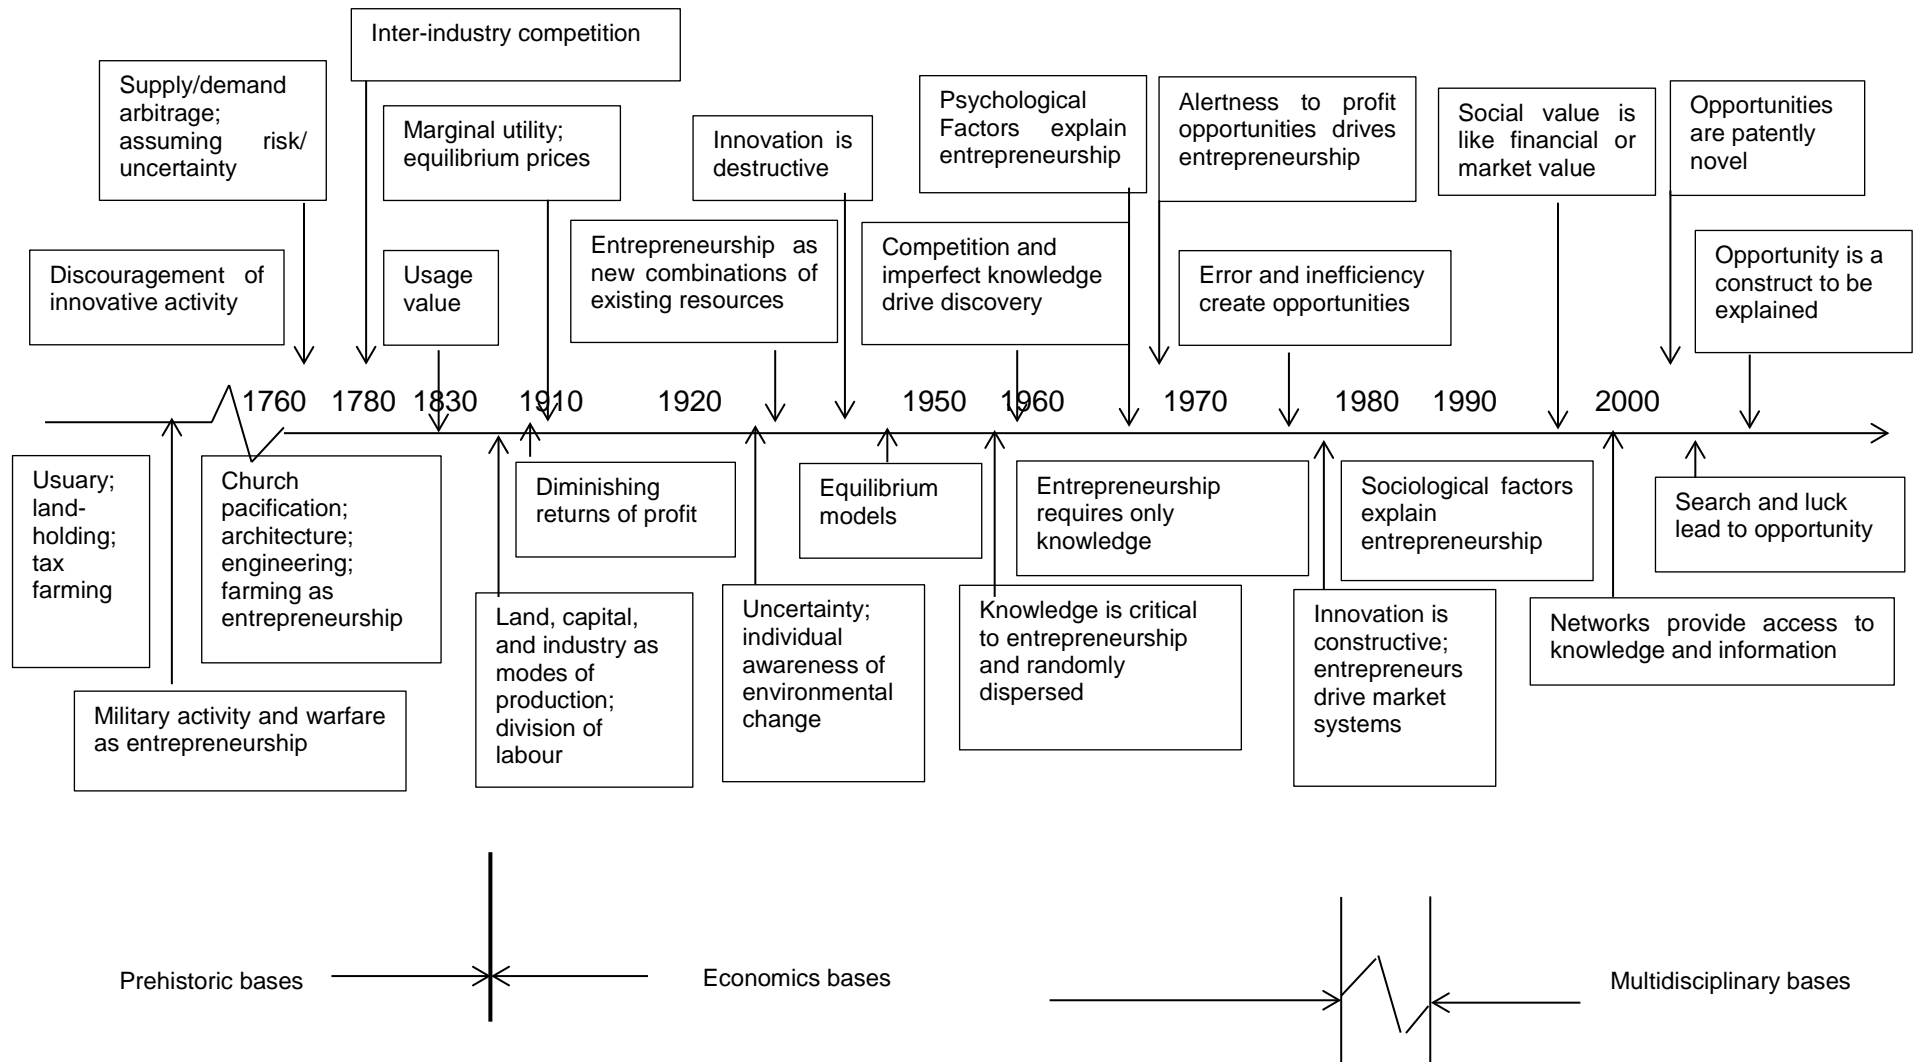 Inter-industry competition
Supply/demand
arbitrage;
assuming risk/
uncertainty
Marginal utility;
equilibrium prices
Innovation is
destructive
Psychological
Factors explain
entrepreneurship
Alertness to profit
opportunities drives
entrepreneurship
Social value is
like financial or
market value
Opportunities
are patently
novel
Discouragement of
innovative activity
Usage
value
Entrepreneurship as
new combinations of
existing resources
Competition and
imperfect knowledge
drive discovery
Error and inefficiency
create opportunities
Opportunity is a
construct to be
explained
1760 1780 1830 1910 1920 1950 1960 1970 1980 1990 2000
Usuary;
land-
holding;
tax
farming
Church
pacification;
architecture;
engineering;
farming as
entrepreneurship
Diminishing
returns of profit
Equilibrium
models
Entrepreneurship
requires only
knowledge
Sociological factors
explain
entrepreneurship
Search and luck
lead to opportunity
Military activity and warfare
as entrepreneurship
Land, capital,
and industry as
modes of
production;
division of
labour
Uncertainty;
individual
awareness of
environmental
change
Knowledge is critical
to entrepreneurship
and randomly
dispersed
Innovation is
constructive;
entrepreneurs
drive market
systems
Networks provide access to
knowledge and information
Prehistoric bases
Economics bases
Multidisciplinary bases